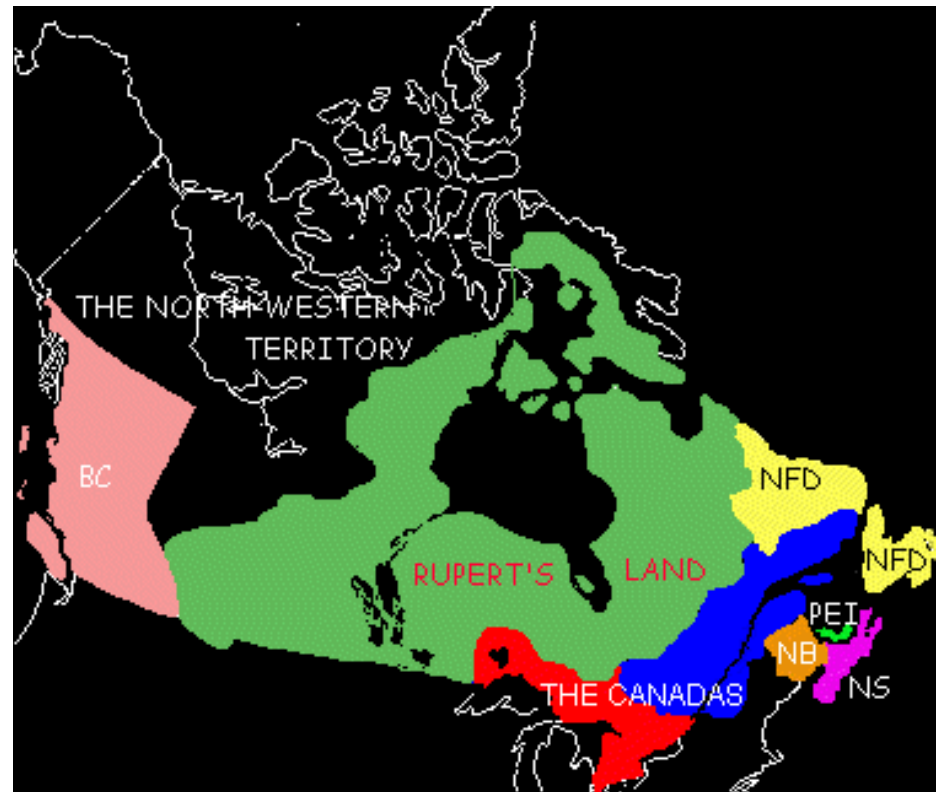 THE NORTH-WESTERN
TERRITORY
BC
NFD
NFD
RUPERT'S LAND
PEI
NB
NS
THE CANADAS